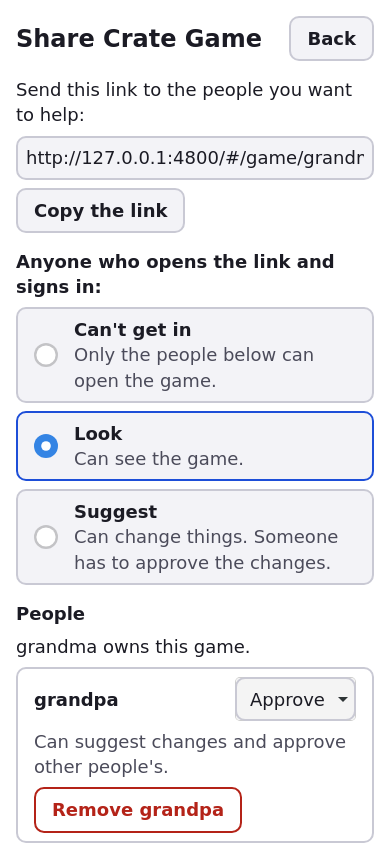 Share Crate Game
Back
Send this link to the people you want
to help:
http://127.0.0.1:4800/#/game/grandr
Copy the link
Anyone who opens the link and
signs in:
Can't get in
Only the people below can
open the game.
Look
Can see the game.
Suggest
Can change things. Someone
has to approve the changes.
People
grandma owns this game.
grandpa
Approve
Can suggest changes and approve
other people's.
Remove grandpa